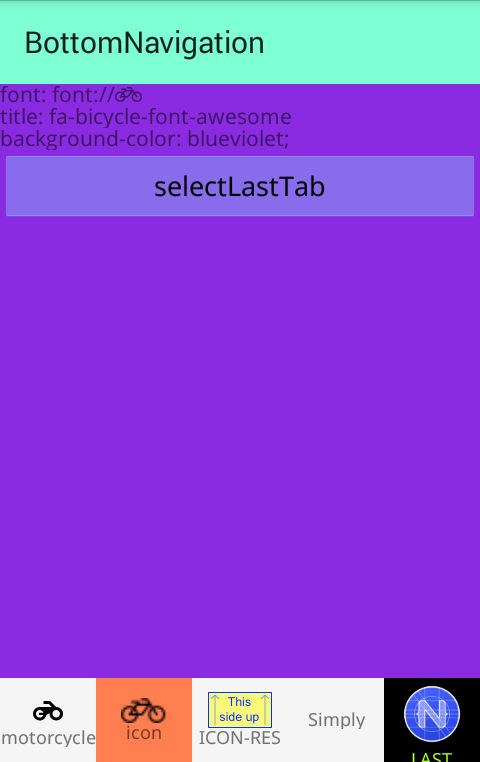 BottomNavigation
font: font://
title: fa-bicycle-font-awesome
background-color: blueviolet;
selectLastTab
motorcycle
icon
This
side up
ICON-RES
Simply
N
LAST